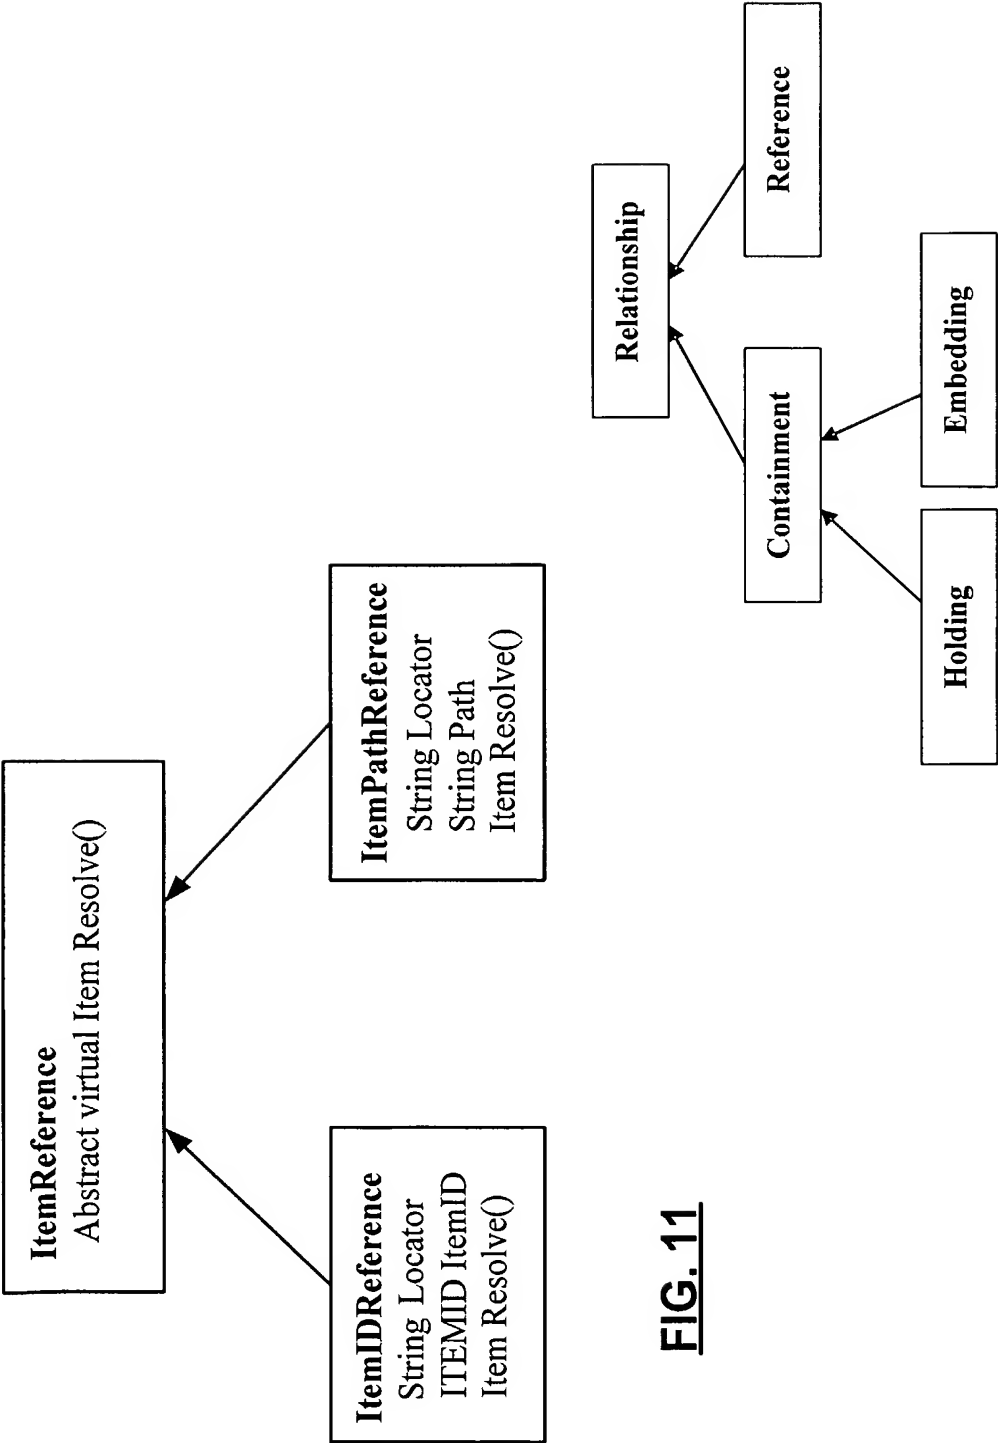 ItemReference
Abstract virtual Item Resolve()
ItemIDReference
String Locator
ITEMID ItemID
Item Resolve()
ItemPathReference
String Locator
String Path
Item Resolve()
Relationship
Containment
Reference
Holding
Embedding
FIG. 11